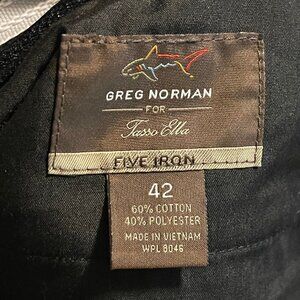 GREG NORMAN
FOR
Tasso Elba
FIVE IRON
42
60% COTTON
40% POLYESTER
MADE IN VIETNAM
WPL 8046